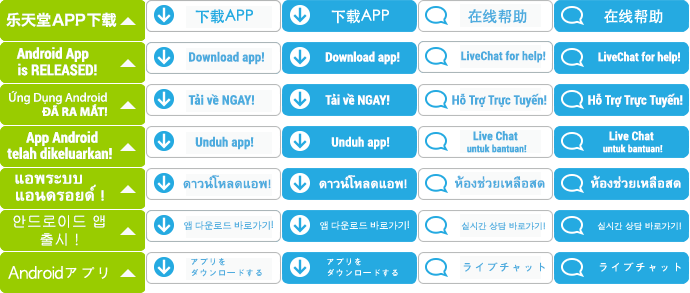 乐天堂APP下载
下载APP
下载APP
在线帮助
在线帮助
Android App
is RELEASED!
Download app!
Download app!
LiveChat for help!
LiveChat for help!
Ứng Dụng Android
ĐÃ RA MẮT!
Tải về NGAY!
Tải về NGAY!
Hỗ Trợ Trực Tuyến!
Hỗ Trợ Trực Tuyến!
App Android
telah dikeluarkan!
Unduh app!
Unduh app!
Live Chat
untuk bantuan!
Live Chat
untuk bantuan!
แอพระบบ
แอนดรอยด์ !
ดาวน์โหลดแอพ!
ดาวน์โหลดแอพ!
ห้องช่วยเหลือสด
ห้องช่วยเหลือสด
안드로이드 앱
출시 !
앱 다운로드 바로가기!
앱 다운로드 바로가기!
실시간 상담 바로가기!
실시간 상담 바로가기!
Androidアプリ
アプリを
ダウンロードする
アプリを
ダウンロードする
ライブチャット
ライブチャット